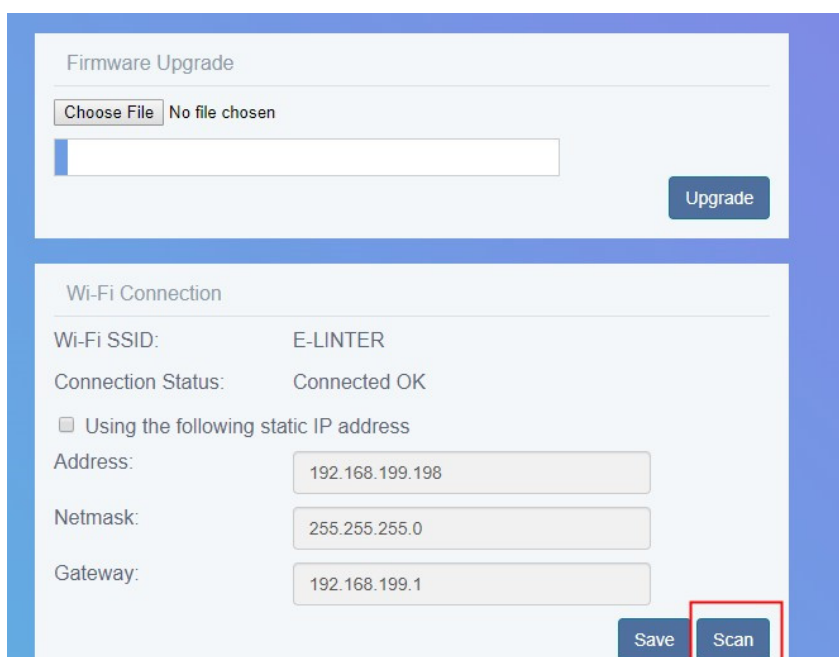 Firmware Upgrade
Choose File No file chosen
Upgrade
Wi-Fi Connection
Wi-Fi SSID: E-LINTER
Connection Status: Connected OK
Using the following static IP address
Address: 192.168.199.198
Netmask: 255.255.255.0
Gateway: 192.168.199.1
Save Scan